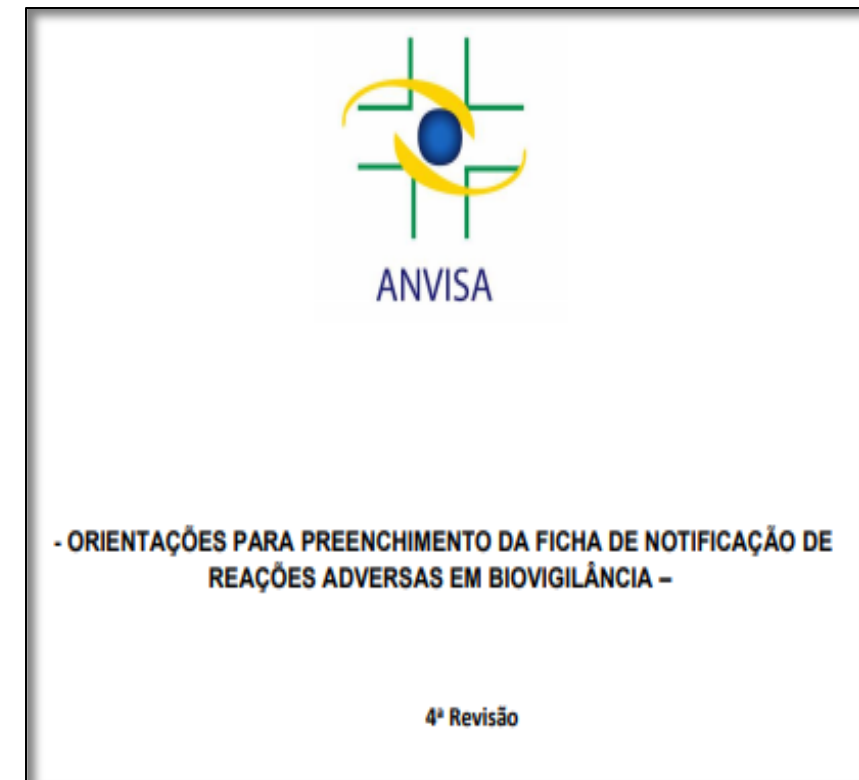 ANVISA
- ORIENTAÇÕES PARA PREENCHIMENTO DA FICHA DE NOTIFICAÇÃO DE
REAÇÕES ADVERSAS EM BIOVIGILÂNCIA –
4ª Revisão